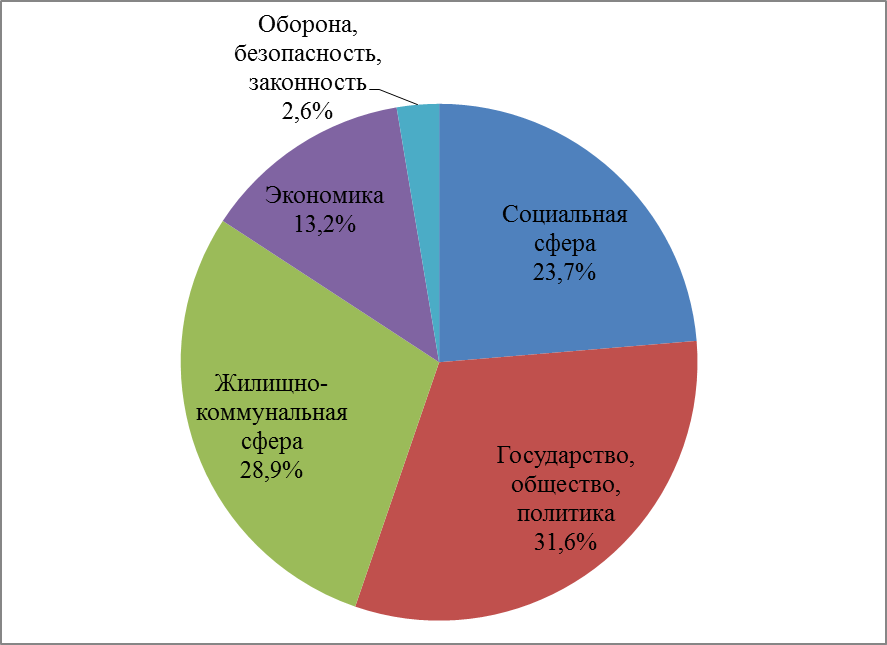 Оборона,
безопасность,
законность
2,6%
Экономика
13,2%
Социальная
сфера
23,7%
Жилищно-
коммунальная
сфера
28,9%
Государство,
общество,
политика
31,6%